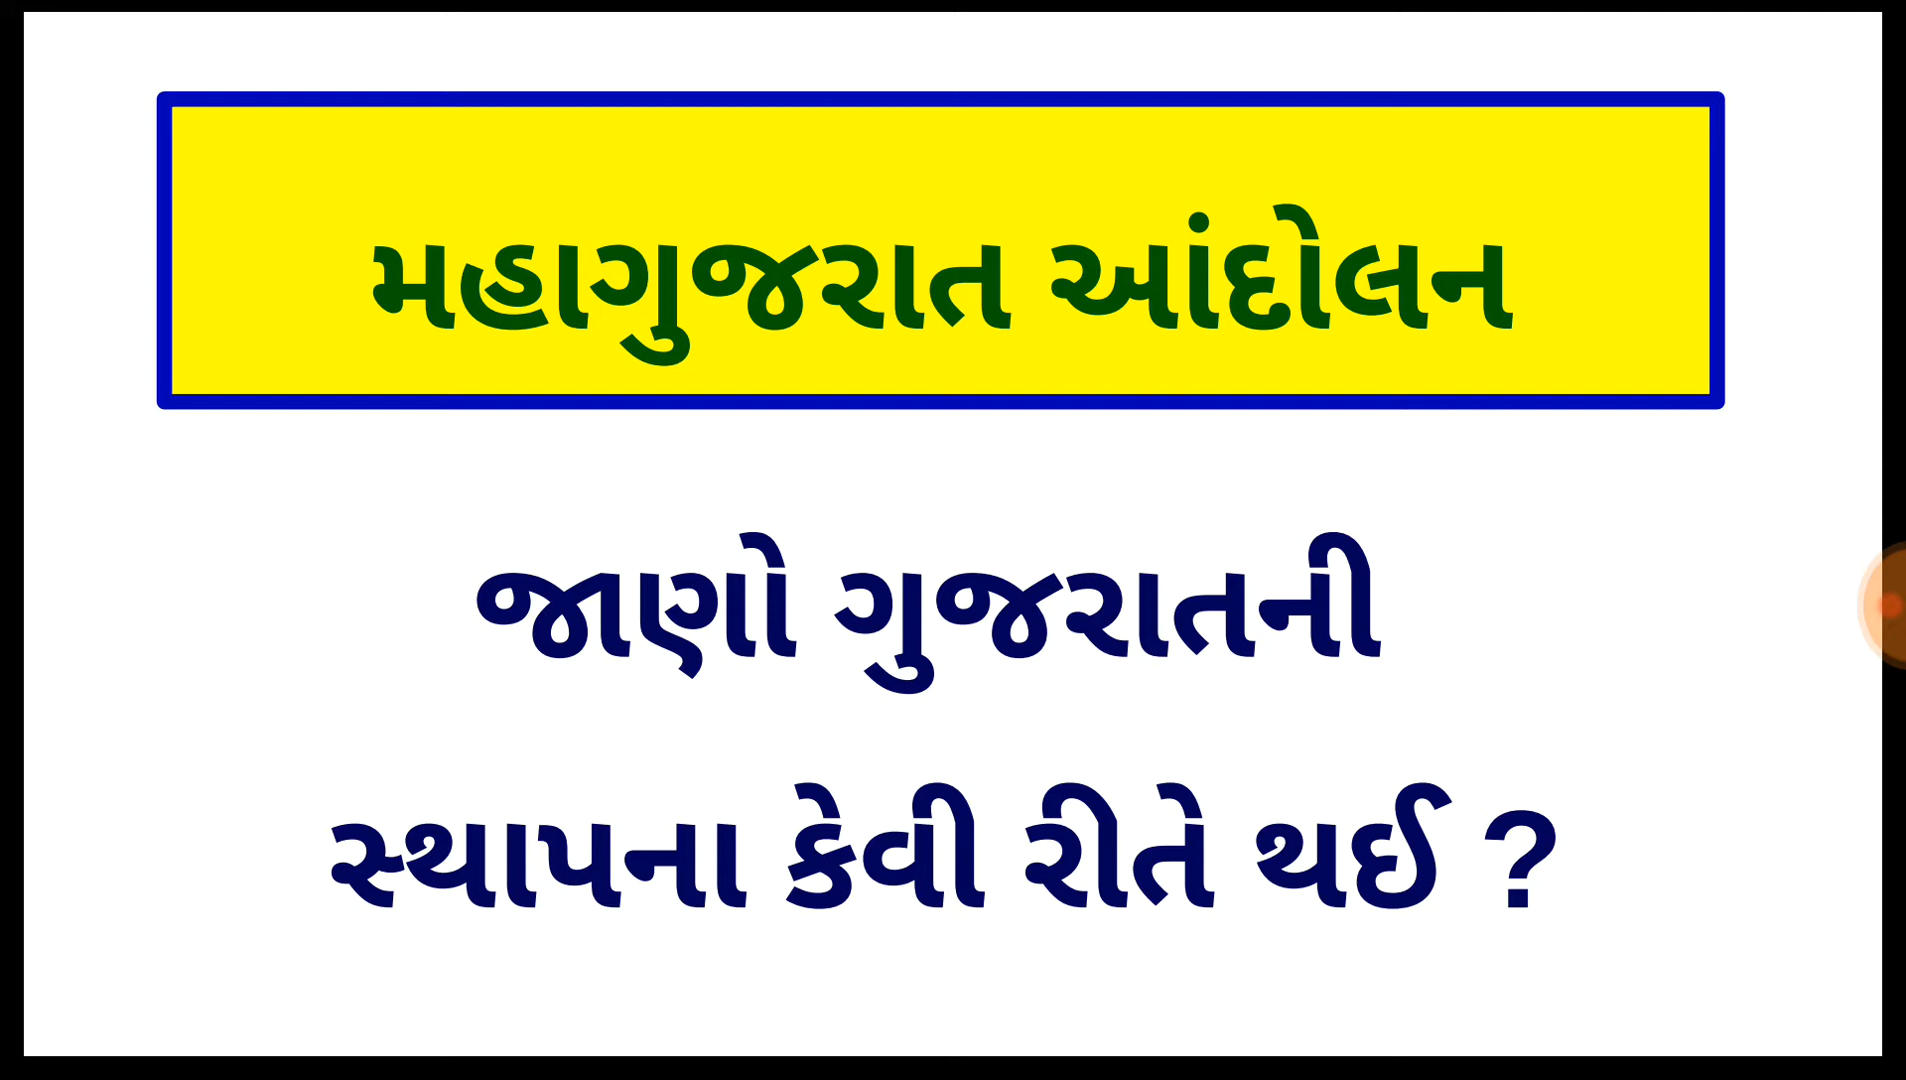 મહાગુજરાત આંદોલન
જાણો ગુજરાતની
સ્થાપના કેવી રીતે થઈ ?